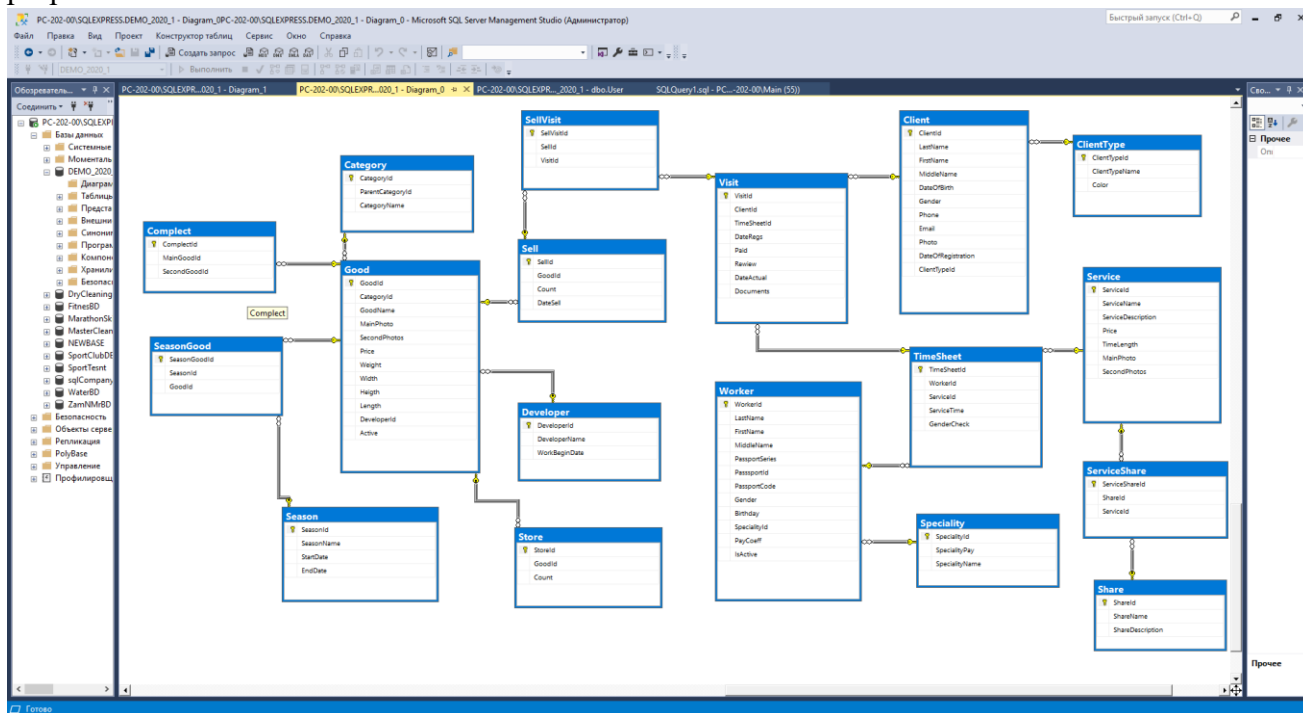 PC-202-00\SQLEXPRESS.DEMO_2020_1 - Diagram_0PC-202-00\SQLEXPRESS.DEMO_2020_1 - Diagram_0 - Microsoft SQL Server Management Studio (Администратор)
Быстрый запуск (Ctrl+Q)
Файл Правка Вид Проект Конструктор таблиц Сервис Окно Справка
Создать запрос
DEMO_2020_1
Выполнить
Обозреватель...
PC-202-00\SQLEXPR...020_1 - Diagram_1
PC-202-00\SQLEXPR...020_1 - Diagram_0
PC-202-00\SQLEXPR..._2020_1 - dbo.User
SQLQuery1.sql - PC-...-202-00\Main (55))
Сво...
Соединить
PC-202-00\SQLEXPI
Базы данных
Системные
Моменталь
DEMO_2020_
Диаграм
Таблицы
Предста
Внешни
Синоним
Програм
Компон
Хранили
Безопас
DryCleaning
FitnesBD
MarathonSk
MasterClean
NEWBASE
SportClubDE
SportTesnt
sqlCompany
WaterBD
ZamNMrBD
Безопасность
Объекты серве
Репликация
PolyBase
Управление
Профилировщ
Прочее
Complect
ComplectId
MainGoodId
SecondGoodId
Complect
SeasonGood
SeasonGoodId
SeasonId
GoodId
Category
CategoryId
ParentCategoryId
CategoryName
Good
GoodId
CategoryId
GoodName
MainPhoto
SecondPhotos
Price
Weight
Width
Haigth
Length
DeveloperId
Active
Season
SeasonId
SeasonName
StartDate
EndDate
SellVisit
SellVisitId
SellId
VisitId
Sell
SellId
GoodId
Count
DateSell
Developer
DeveloperId
DeveloperName
WorkBeginDate
Store
StoreId
GoodId
Count
Visit
VisitId
ClientId
TimeSheetId
DateRegs
Paid
Rawiaw
DateActual
Documents
Worker
WorkerId
LastName
FirstName
MiddleName
PassportSeries
PasssportId
PassportCode
Gender
Birthday
SpecialityId
PayCoeff
IsActive
Client
ClientId
LastName
FirstName
MiddleName
DateOfBirth
Gender
Phone
Email
Photo
DateOfRegistration
ClientTypeId
TimeSheet
TimeSheetId
WorkerId
ServiceId
ServiceTime
GenderCheck
Speciality
SpecialityId
SpecialityPay
SpecialityName
ClientType
ClientTypeId
ClientTypeName
Color
Service
ServiceId
ServiceName
ServiceDescription
Price
TimeLength
MainPhoto
SecondPhotos
ServiceShare
ServiceShareId
ShareId
ServiceId
Share
ShareId
ShareName
ShareDescription
Прочее
Готово